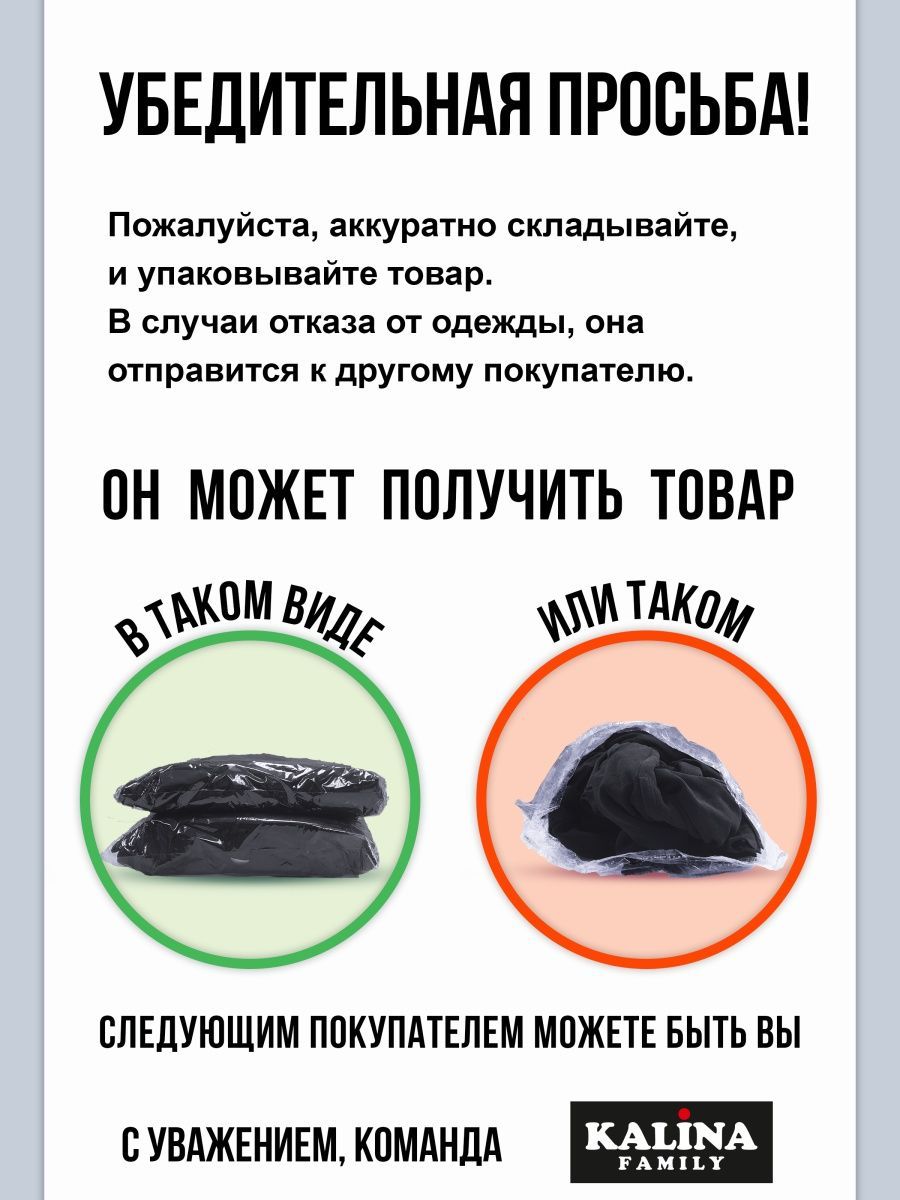 УБЕДИТЕЛЬНАЯ ПРОСЬБА!
Пожалуйста, аккуратно складывайте,
и упаковывайте товар.
В случаи отказа от одежды, она
отправится к другому покупателю.
ОН МОЖЕТ ПОЛУЧИТЬ ТОВАР
В ТАКОМ ВИДЕ
ИЛИ ТАКОМ
СЛЕДУЮЩИМ ПОКУПАТЕЛЕМ МОЖЕТЕ БЫТЬ ВЫ
С УВАЖЕНИЕМ, КОМАНДА
KALiNA
FAMILY